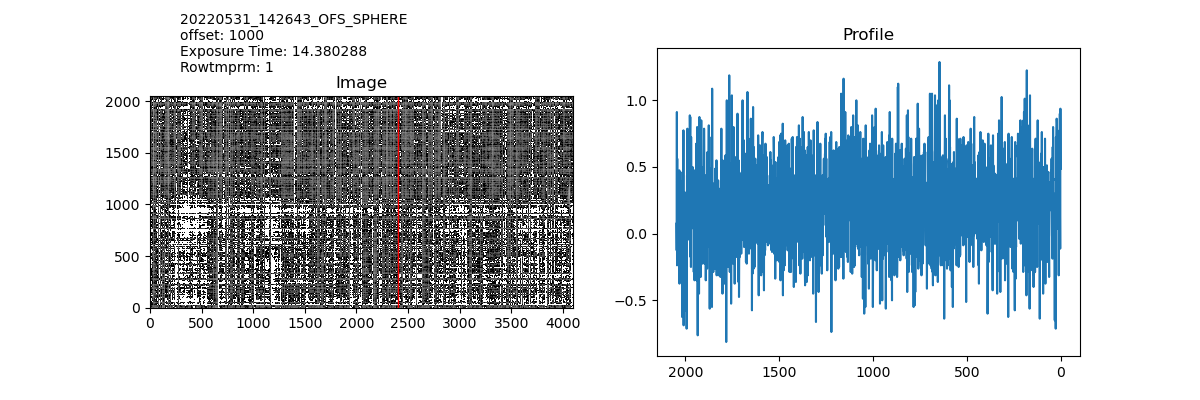 20220531_142643_OFS_SPHERE
offset: 1000
Exposure Time: 14.380288
Rowtmprm: 1
Image
2000
1500
1000
500
0
0 500 1000 1500 2000 2500 3000 3500 4000
Profile
1.0
0.5
0.0
−0.5
2000 1500 1000 500 0